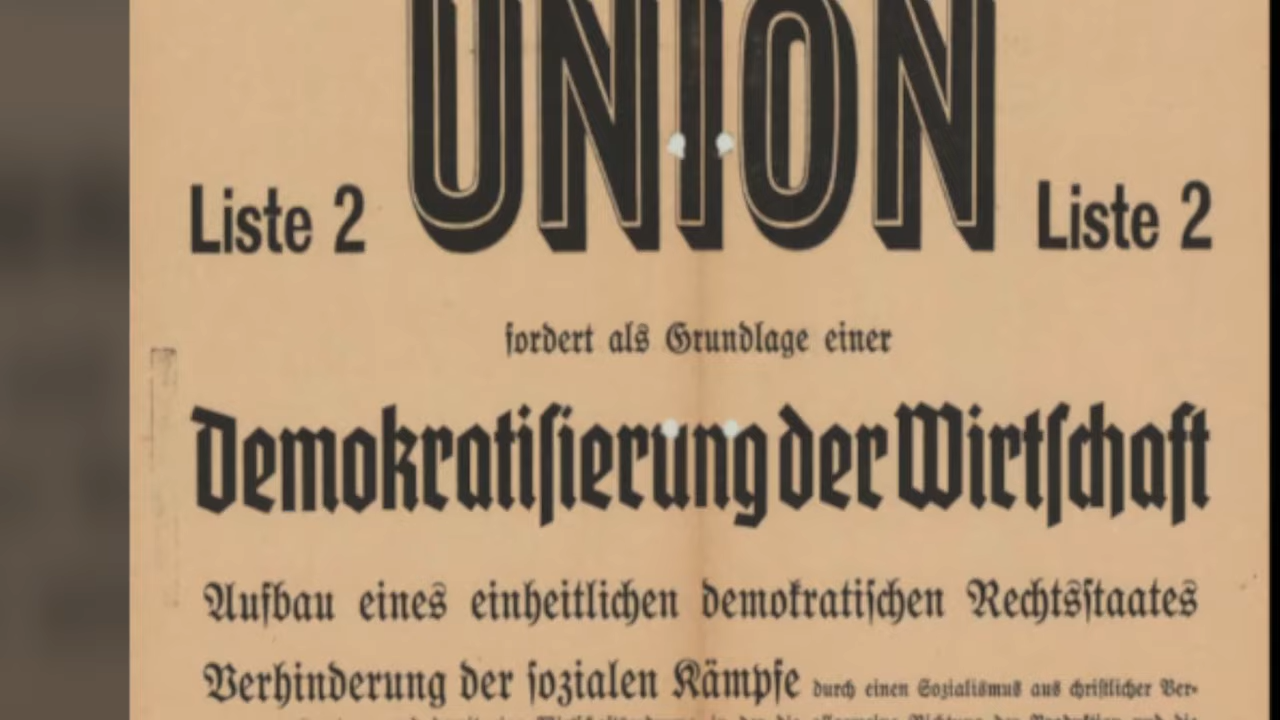 UNION
Liste 2 Liste 2
fordert als Grundlage einer
Demokratisierung der Wirtschaft
Aufbau eines einheitlichen demokratischen Rechtsstaates
Verhinderung der sozialen Kämpfe durch einen Sozialismus aus christlicher Ver-